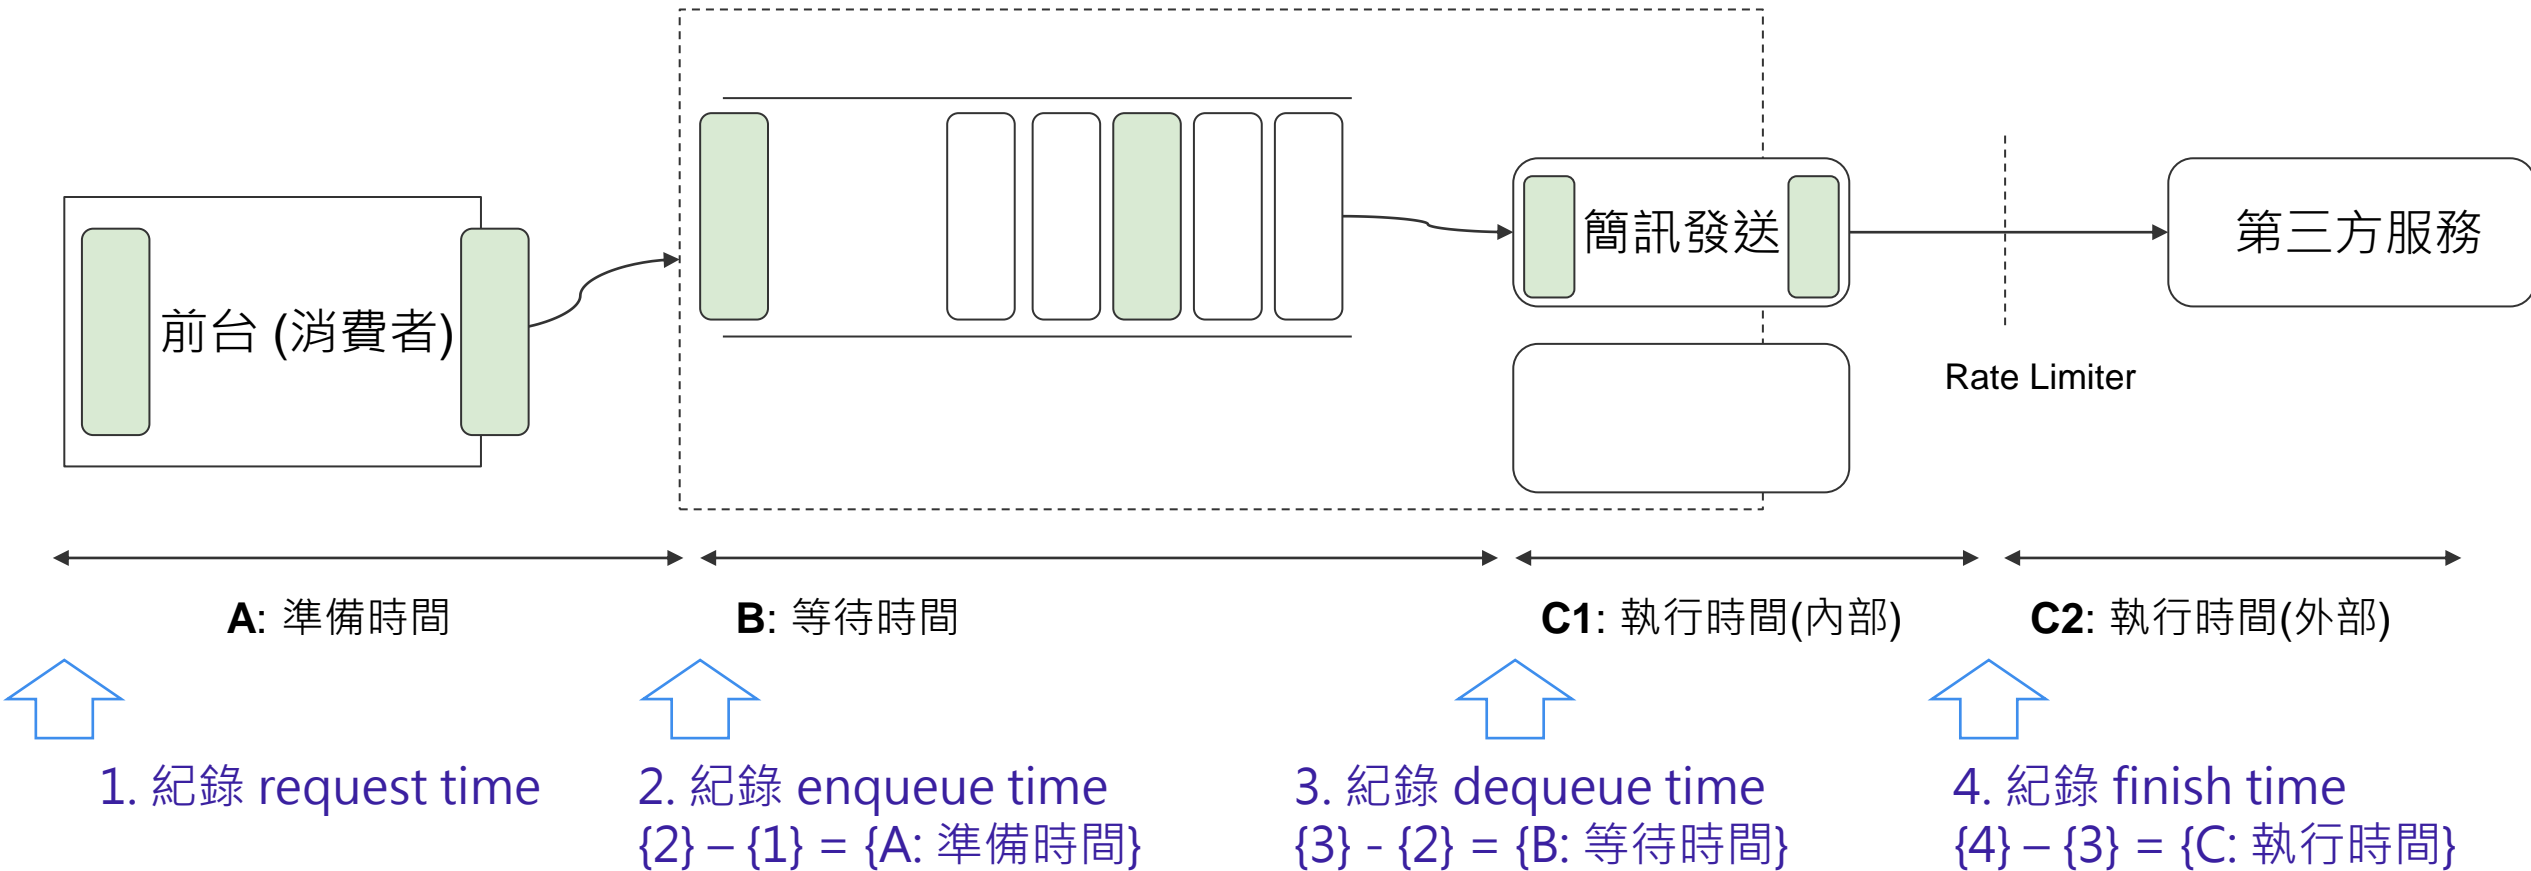 前台 (消費者)
簡訊發送
第三方服務
Rate Limiter
A: 準備時間
B: 等待時間
C1: 執行時間(內部)
C2: 執行時間(外部)
1. 紀錄 request time
2. 紀錄 enqueue time
{2} – {1} = {A: 準備時間}
3. 紀錄 dequeue time
{3} - {2} = {B: 等待時間}
4. 紀錄 finish time
{4} – {3} = {C: 執行時間}